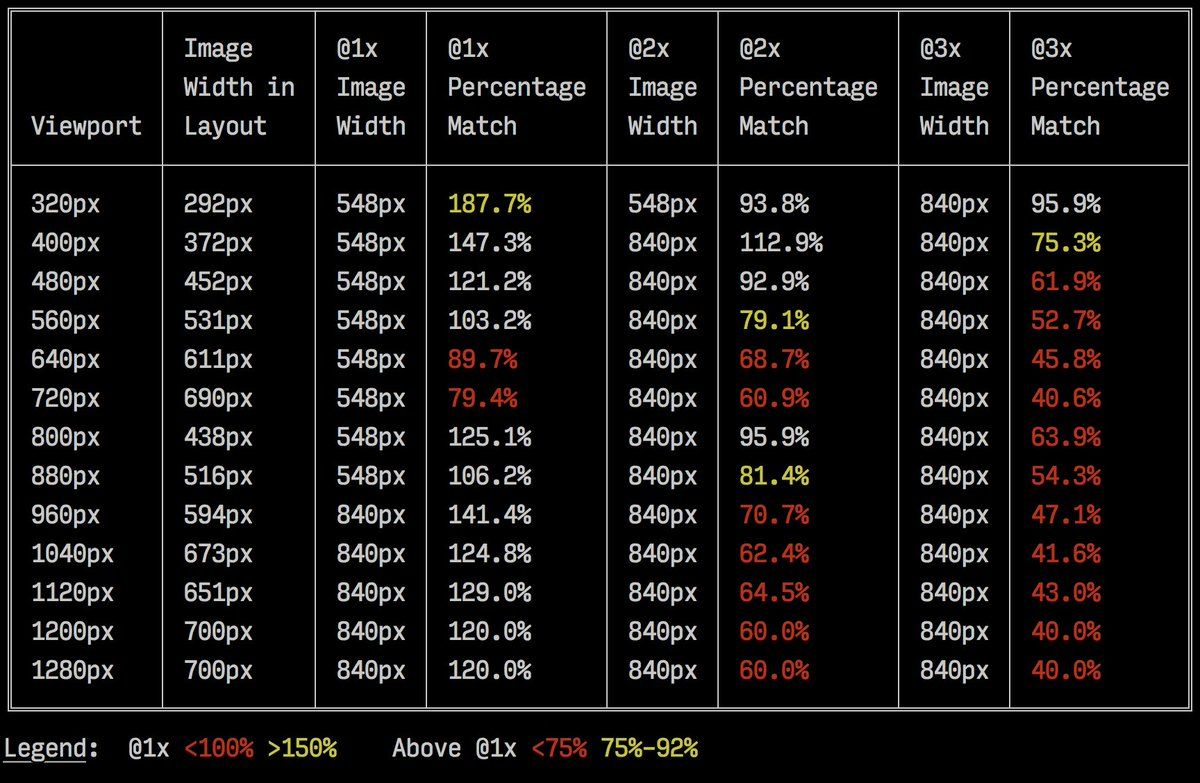 Image @1x @1x @2x @2x @3x @3x
Width in Image Percentage Image Percentage Image Percentage
Viewport Layout Width Match Width Match Width Match
320px 292px 548px 187.7% 548px 93.8% 840px 95.9%
400px 372px 548px 147.3% 840px 112.9% 840px 75.3%
480px 452px 548px 121.2% 840px 92.9% 840px 61.9%
560px 531px 548px 103.2% 840px 79.1% 840px 52.7%
640px 611px 548px 89.7% 840px 68.7% 840px 45.8%
720px 690px 548px 79.4% 840px 60.9% 840px 40.6%
800px 438px 548px 125.1% 840px 95.9% 840px 63.9%
880px 516px 548px 106.2% 840px 81.4% 840px 54.3%
960px 594px 840px 141.4% 840px 70.7% 840px 47.1%
1040px 673px 840px 124.8% 840px 62.4% 840px 41.6%
1120px 651px 840px 129.0% 840px 64.5% 840px 43.0%
1200px 700px 840px 120.0% 840px 60.0% 840px 40.0%
1280px 700px 840px 120.0% 840px 60.0% 840px 40.0%
Legend: @1x <100% >150% Above @1x <75% 75%–92%